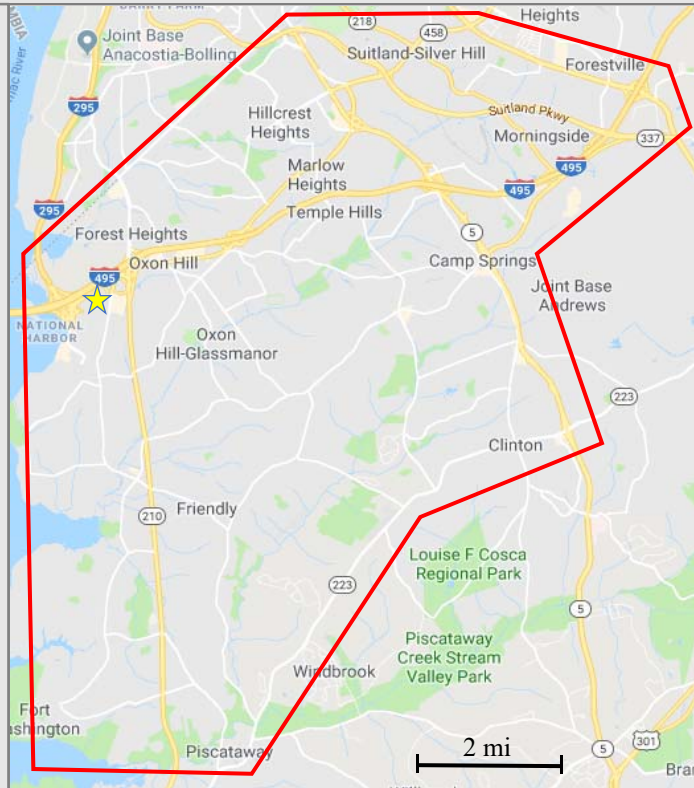 Heights
218
458
Joint Base
Anacostia-Bolling
Suitland-Silver Hill
Forestville
295
Hillcrest
Heights
Suitland Pkwy
Morningside
337
Marlow
Heights
495
495
295
Temple Hills
Forest Heights
5
495
Oxon Hill
Camp Springs
Joint Base
Andrews
NATIONAL
HARBOR
Oxon
Hill-Glassmanor
223
Clinton
Friendly
210
Louise F Cosca
Regional Park
223
5
Piscataway
Creek Stream
Valley Park
Windbrook
Fort
ashington
Piscataway
2 mi
5
301
Bra